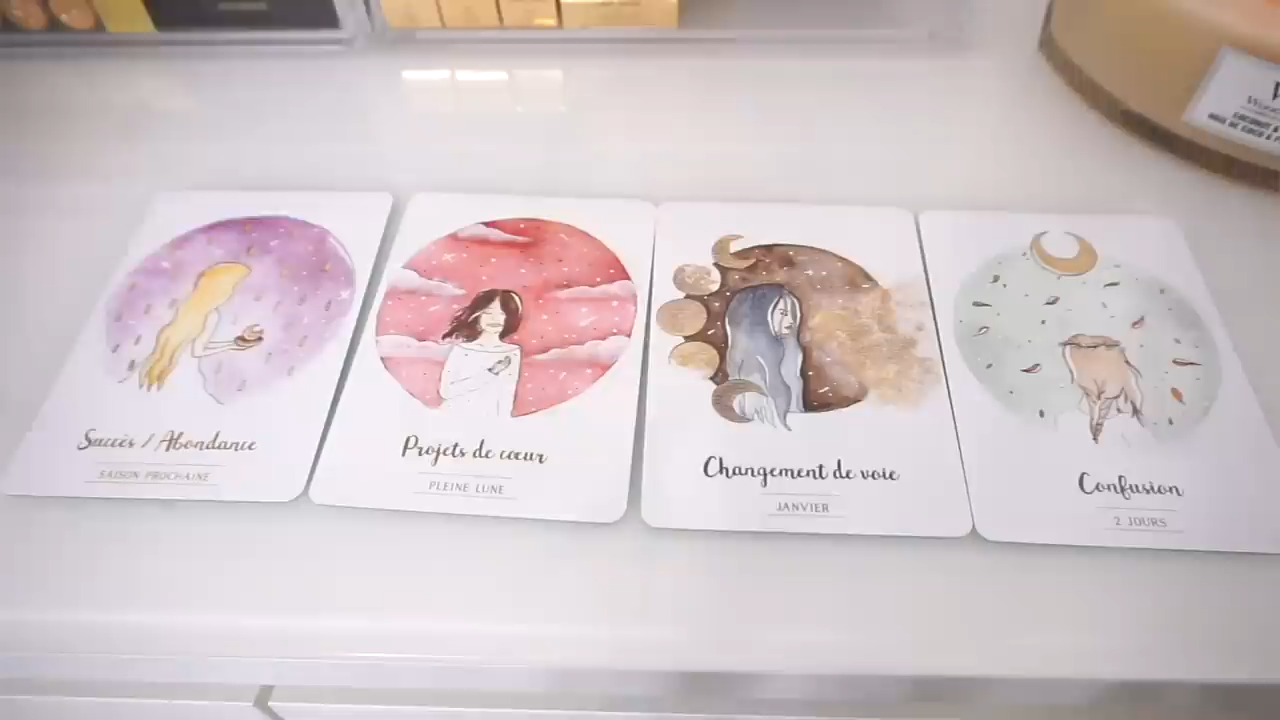 Succès / Abondance
SAISON PROCHAINE
Projets de cœur
PLEINE LUNE
Changement de voie
JANVIER
Confusion
2 JOURS